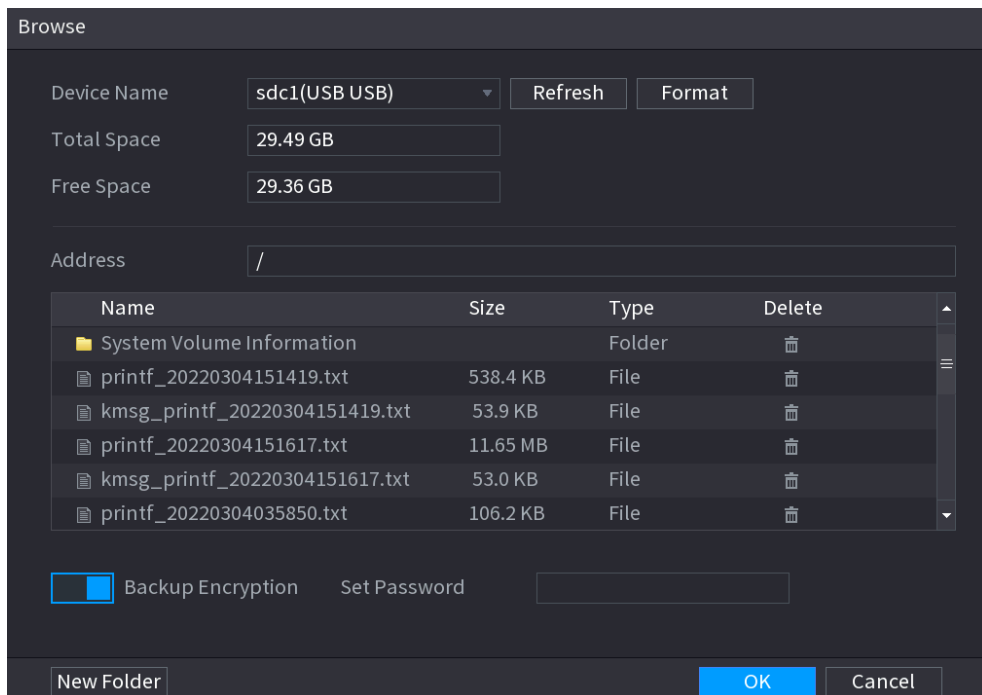 Browse
Device Name sdc1(USB USB) Refresh Format
Total Space 29.49 GB
Free Space 29.36 GB
Address /
Name Size Type Delete
System Volume Information Folder
printf_20220304151419.txt 538.4 KB File
kmsg_printf_20220304151419.txt 53.9 KB File
printf_20220304151617.txt 11.65 MB File
kmsg_printf_20220304151617.txt 53.0 KB File
printf_20220304035850.txt 106.2 KB File
Backup Encryption Set Password
New Folder OK Cancel